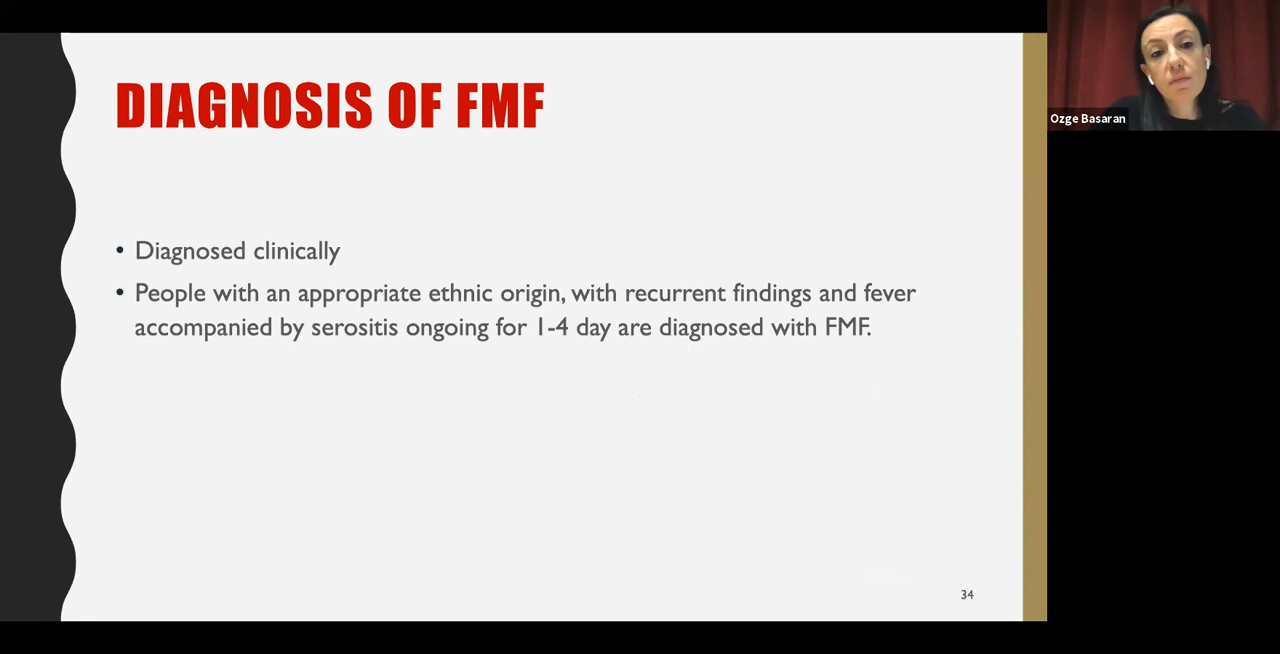 DIAGNOSIS OF FMF
• Diagnosed clinically
• People with an appropriate ethnic origin, with recurrent findings and fever
accompanied by serositis ongoing for 1-4 day are diagnosed with FMF.
34
Ozge Basaran